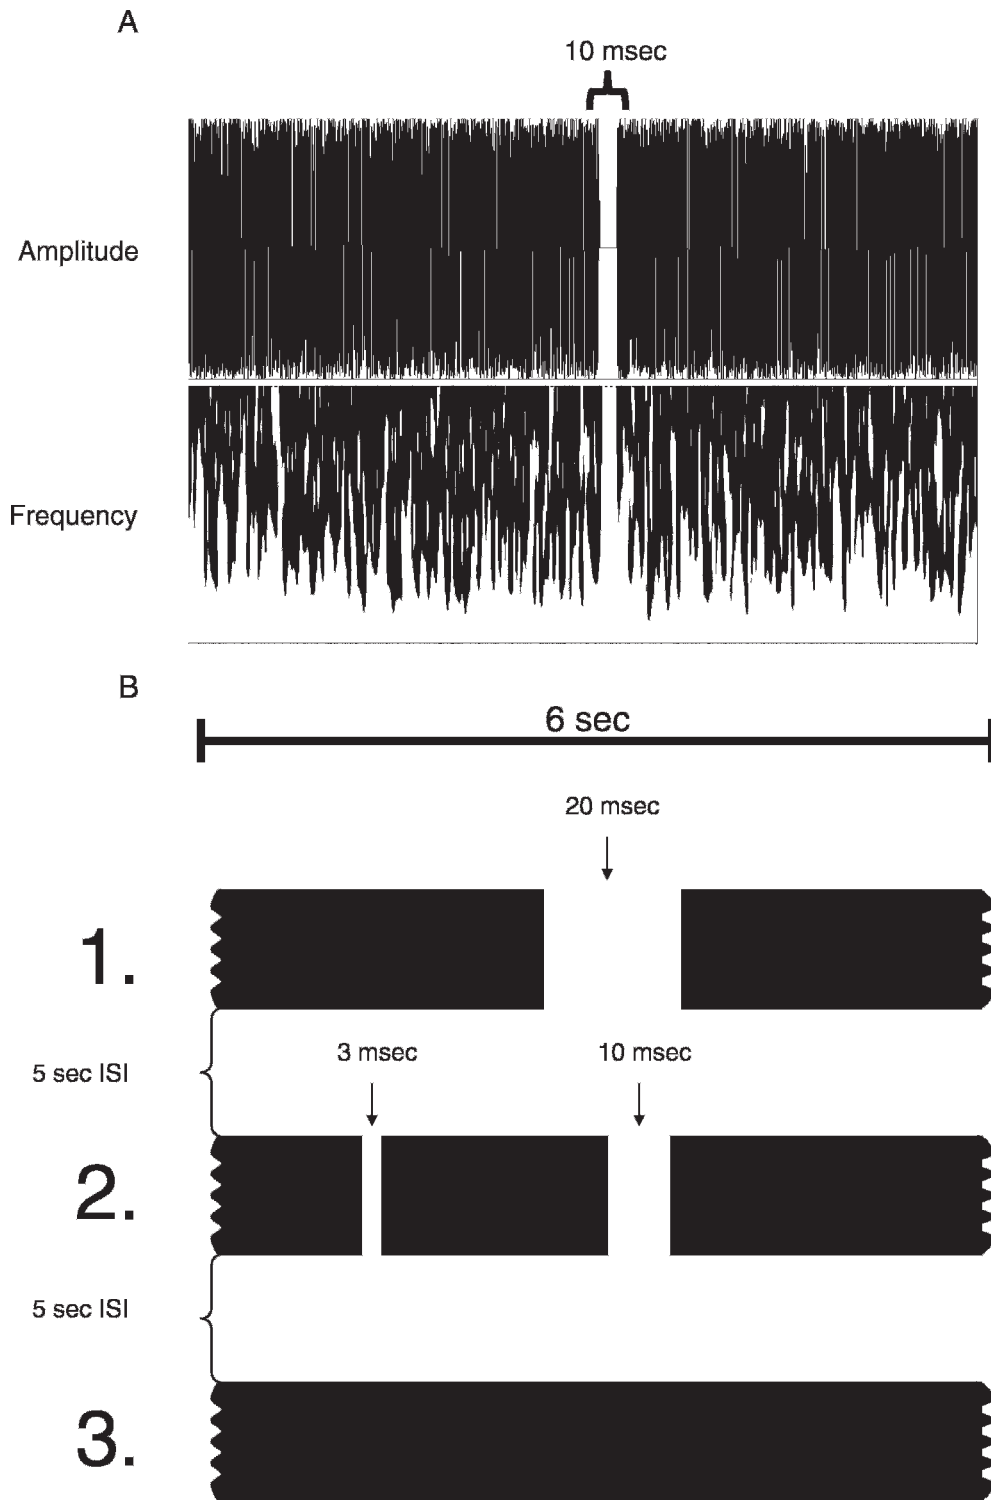 A
10 msec
Amplitude
Frequency
B
6 sec
20 msec
1.
5 sec ISI
3 msec
10 msec
2.
5 sec ISI
3.